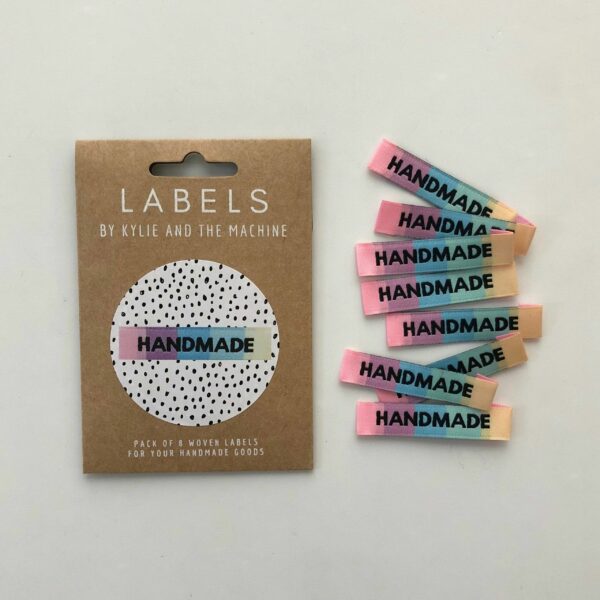 LABELS
BY KYLIE AND THE MACHINE
HANDMADE
PACK OF 8 WOVEN LABELS
FOR YOUR HANDMADE GOODS
HANDMADE
HANDMADE
HANDMADE
HANDMADE
HANDMADE
HANDMADE
HANDMADE
HANDMADE